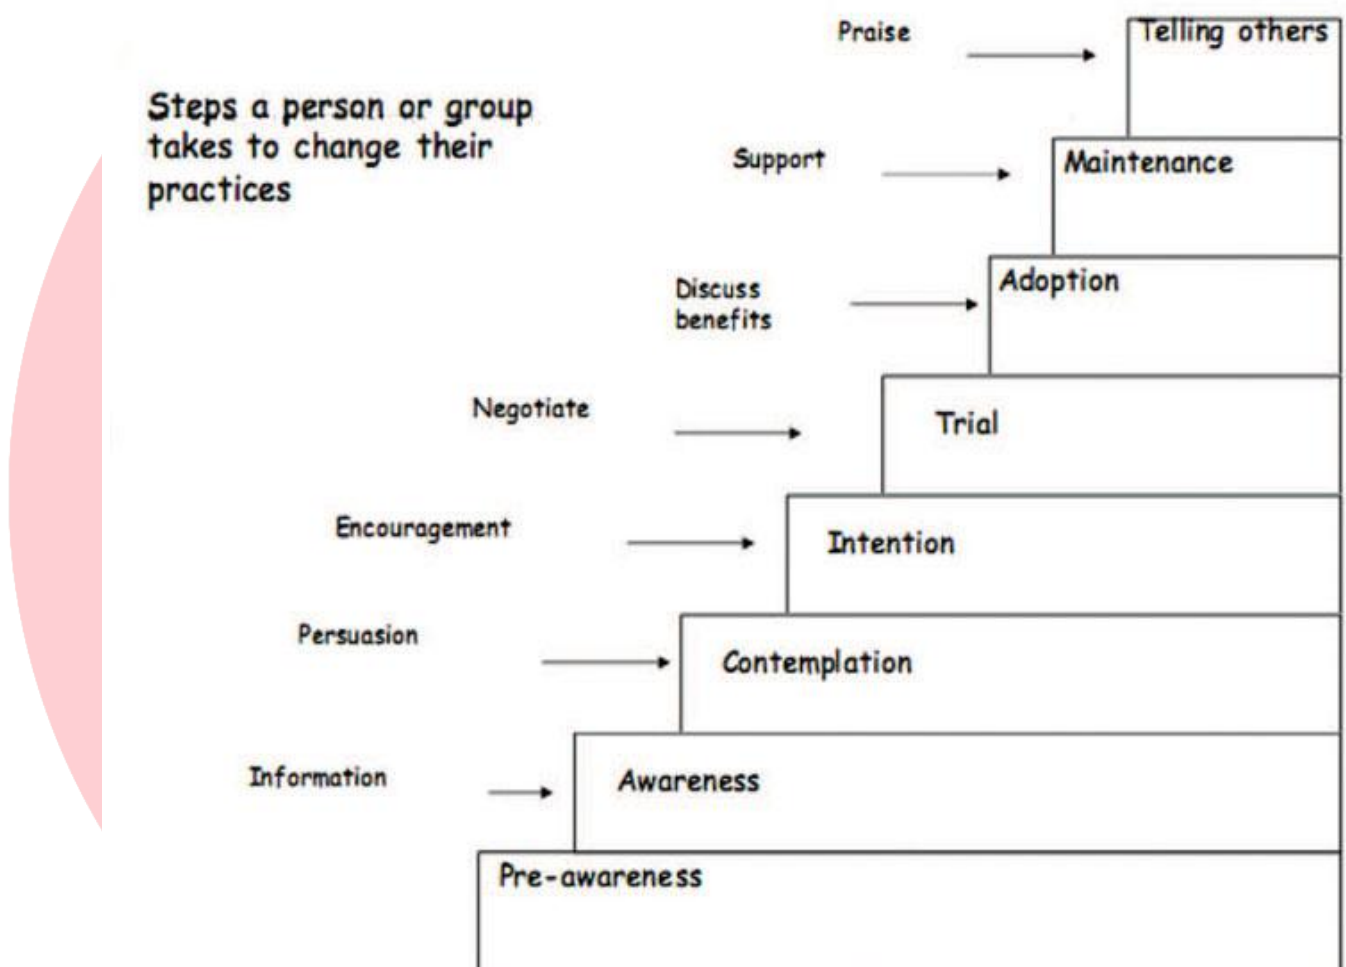 Praise
Telling others
Steps a person or group
takes to change their
practices
Support
Maintenance
Discuss
benefits
Adoption
Negotiate
Trial
Encouragement
Intention
Persuasion
Contemplation
Information
Awareness
Pre-awareness